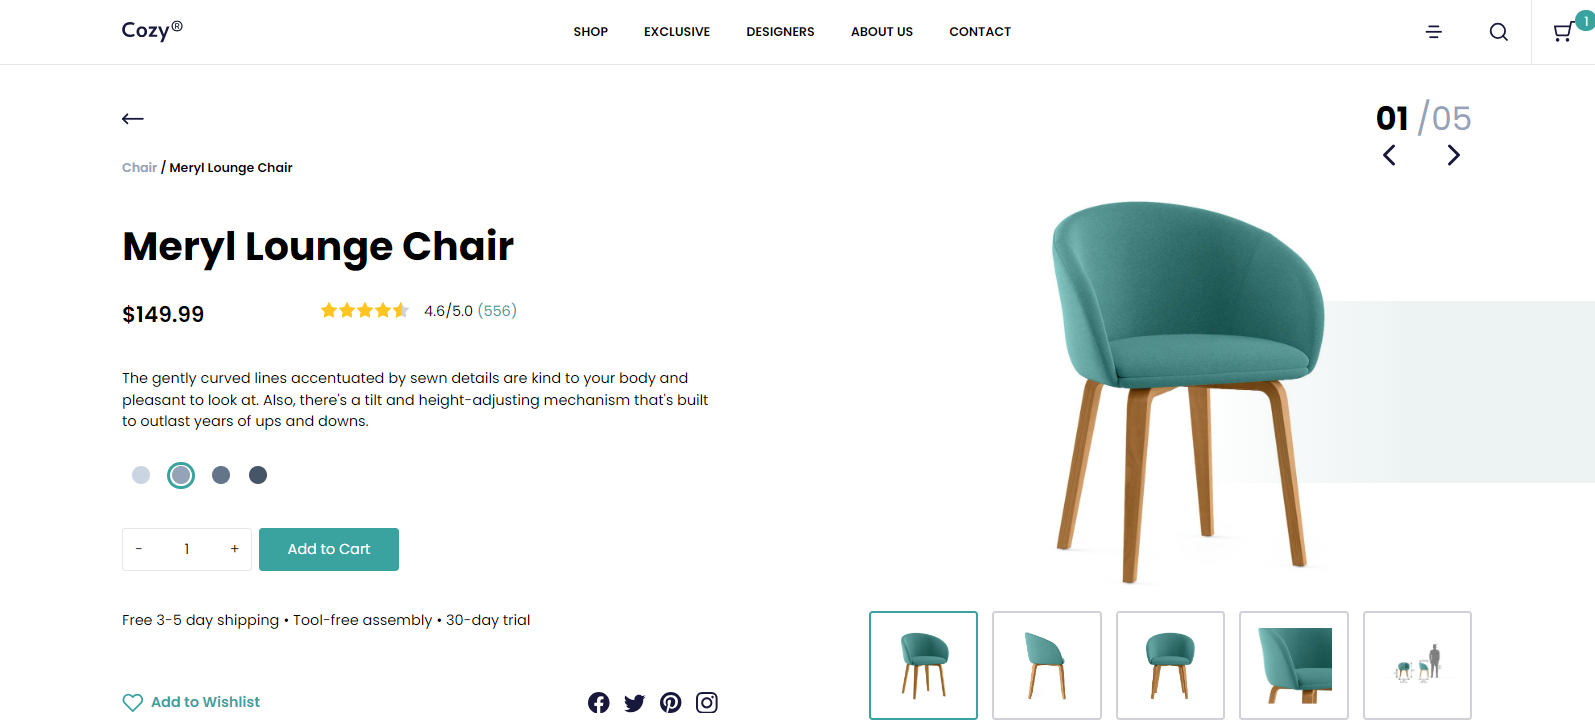 Cozy®
SHOP EXCLUSIVE DESIGNERS ABOUT US CONTACT
1
01 /05
Chair / Meryl Lounge Chair
Meryl Lounge Chair
$149.99
4.6/5.0 (556)
The gently curved lines accentuated by sewn details are kind to your body and
pleasant to look at. Also, there's a tilt and height-adjusting mechanism that's built
to outlast years of ups and downs.
- 1 +
Add to Cart
Free 3-5 day shipping • Tool-free assembly • 30-day trial
Add to Wishlist